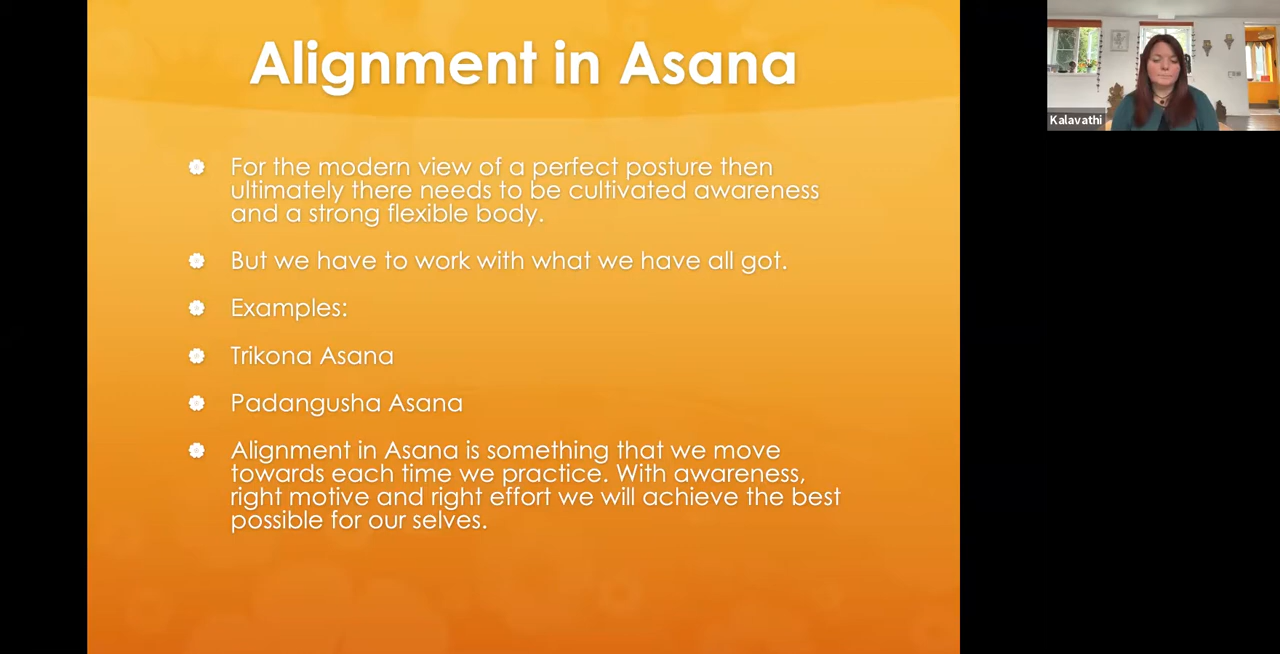 Alignment in Asana
For the modern view of a perfect posture then
ultimately there needs to be cultivated awareness
and a strong flexible body.
But we have to work with what we have all got.
Examples:
Trikona Asana
Padangusha Asana
Alignment in Asana is something that we move
towards each time we practice. With awareness,
right motive and right effort we will achieve the best
possible for our selves.
Kalavathi